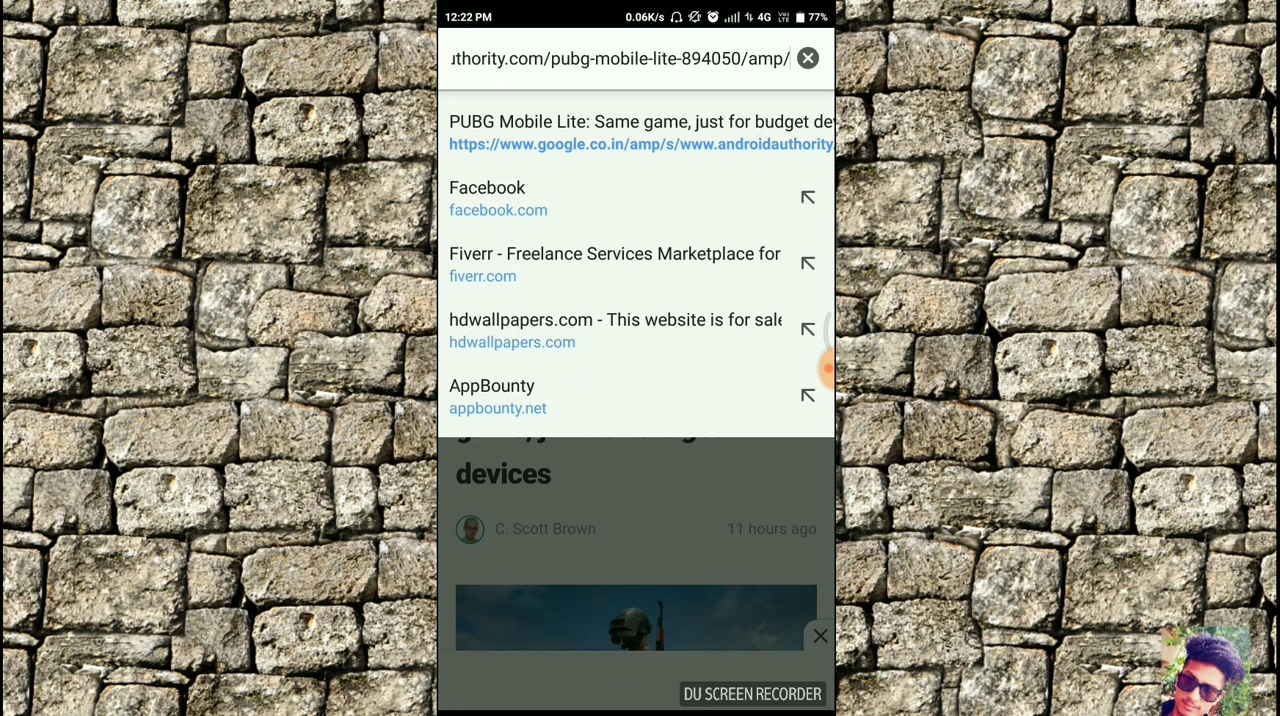 12:22 PM 0.06K/s 4G VoLTE 77%
uthority.com/pubg-mobile-lite-894050/amp/
PUBG Mobile Lite: Same game, just for budget de
https://www.google.co.in/amp/s/www.androidauthority.
Facebook
facebook.com
Fiverr - Freelance Services Marketplace for
fiverr.com
hdwallpapers.com - This website is for sale
hdwallpapers.com
AppBounty
appbounty.net
devices
C. Scott Brown 11 hours ago
DU SCREEN RECORDER